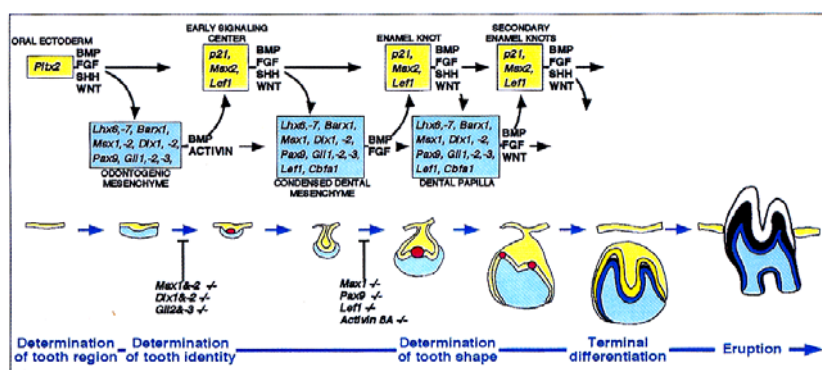 ORAL ECTODERM
Pitx2
BMP
FGF
SHH
WNT
EARLY SIGNALING
CENTER
p21,
Msx2,
Lef1
BMP
FGF
SHH
WNT
ENAMEL KNOT
p21,
Msx2,
Lef1
BMP
FGF
SHH
WNT
SECONDARY
ENAMEL KNOTS
p21,
Msx2,
Lef1
BMP
FGF
SHH
WNT
Lhx6,-7, Barx1,
Msx1, -2, Dlx1, -2,
Pax9, Gli1,-2,-3,
ODONTOGENIC
MESENCHYME
BMP
ACTIVIN
Lhx6,-7, Barx1,
Msx1, Dlx1, -2,
Pax9, Gli1,-2,-3,
Lef1, Cbfa1
CONDENSED DENTAL
MESENCHYME
BMP
FGF
Lhx6,-7, Barx1,
Msx1, Dlx1, -2,
Pax9, Gli1,-2,-3,
Lef1, Cbfa1
DENTAL PAPILLA
BMP
FGF
WNT
Msx1&-2 -/-
Dlx1&-2 -/-
Gli2&-3 -/-
Msx1 -/-
Pax9 -/-
Lef1 -/-
Activin βA -/-
Determination
of tooth region
Determination
of tooth identity
Determination
of tooth shape
Terminal
differentiation
Eruption